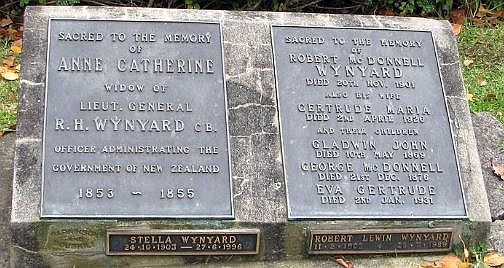 SACRED TO THE MEMORY
OF
ANNE CATHERINE
WIDOW OF
LIEUT. GENERAL
R.H. WYNYARD CB.
OFFICER ADMINISTRATING THE
GOVERNMENT OF NEW ZEALAND
1853 ~ 1855
SACRED TO THE MEMORY
OF
ROBERT McDONNELL
WYNYARD
DIED 20TH NOV. 1901
ALSO HIS WIFE
GERTRUDE MARIA
DIED 2ND APRIL 1926
AND THEIR CHILDREN
GLADWIN JOHN
DIED 10TH MAY 1869
GEORGE McDONNELL
DIED 21ST DEC. 1876
EVA GERTRUDE
DIED 2ND JAN. 1931
STELLA WYNYARD
24·10·1903 — 27·6·1996
ROBERT LEWIN WYNYARD